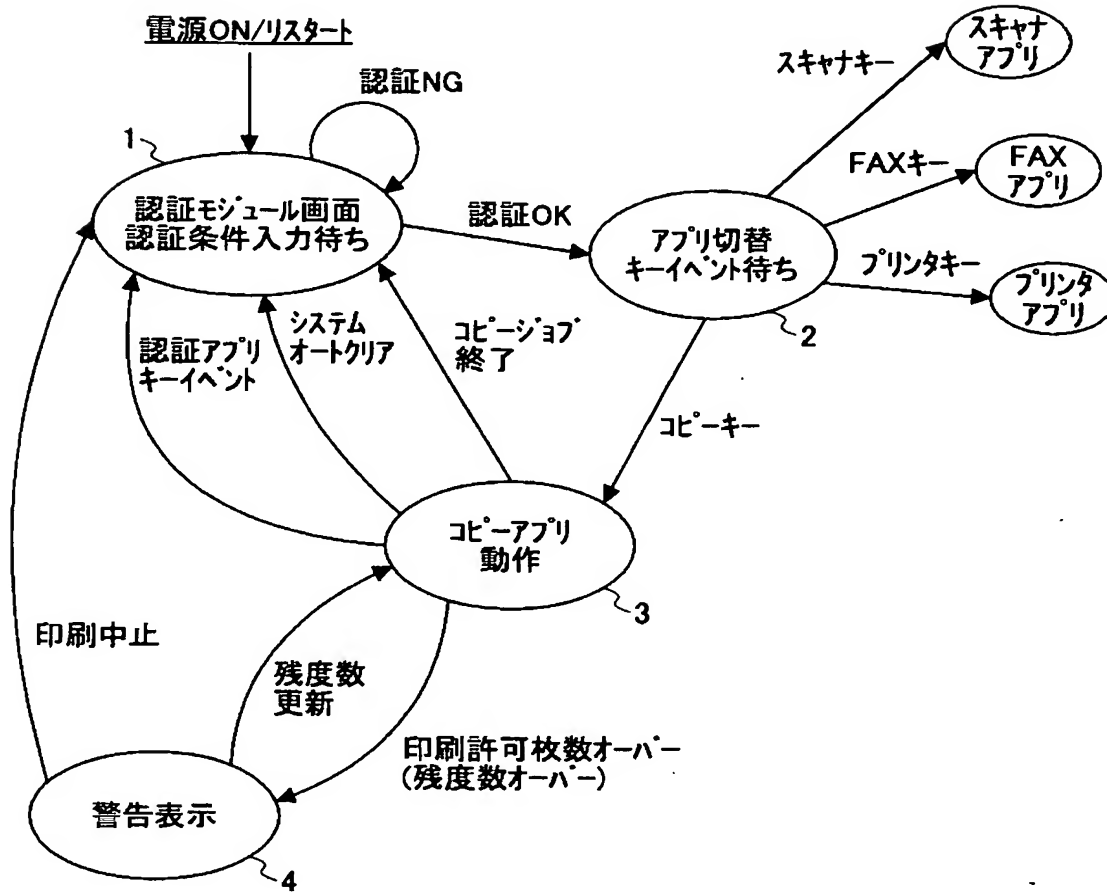 電源ON/リスタート
認証NG
1
認証モジュール画面
認証条件入力待ち
認証OK
アプリ切替
キーイベント待ち
2
スキャナキー
スキャナ
アプリ
FAXキー
FAX
アプリ
プリンタキー
プリンタ
アプリ
認証アプリ
キーイベント
システム
オートクリア
コピージョブ
終了
コピーキー
コピーアプリ
動作
3
印刷中止
残度数
更新
印刷許可枚数オーバー
(残度数オーバー)
警告表示
4